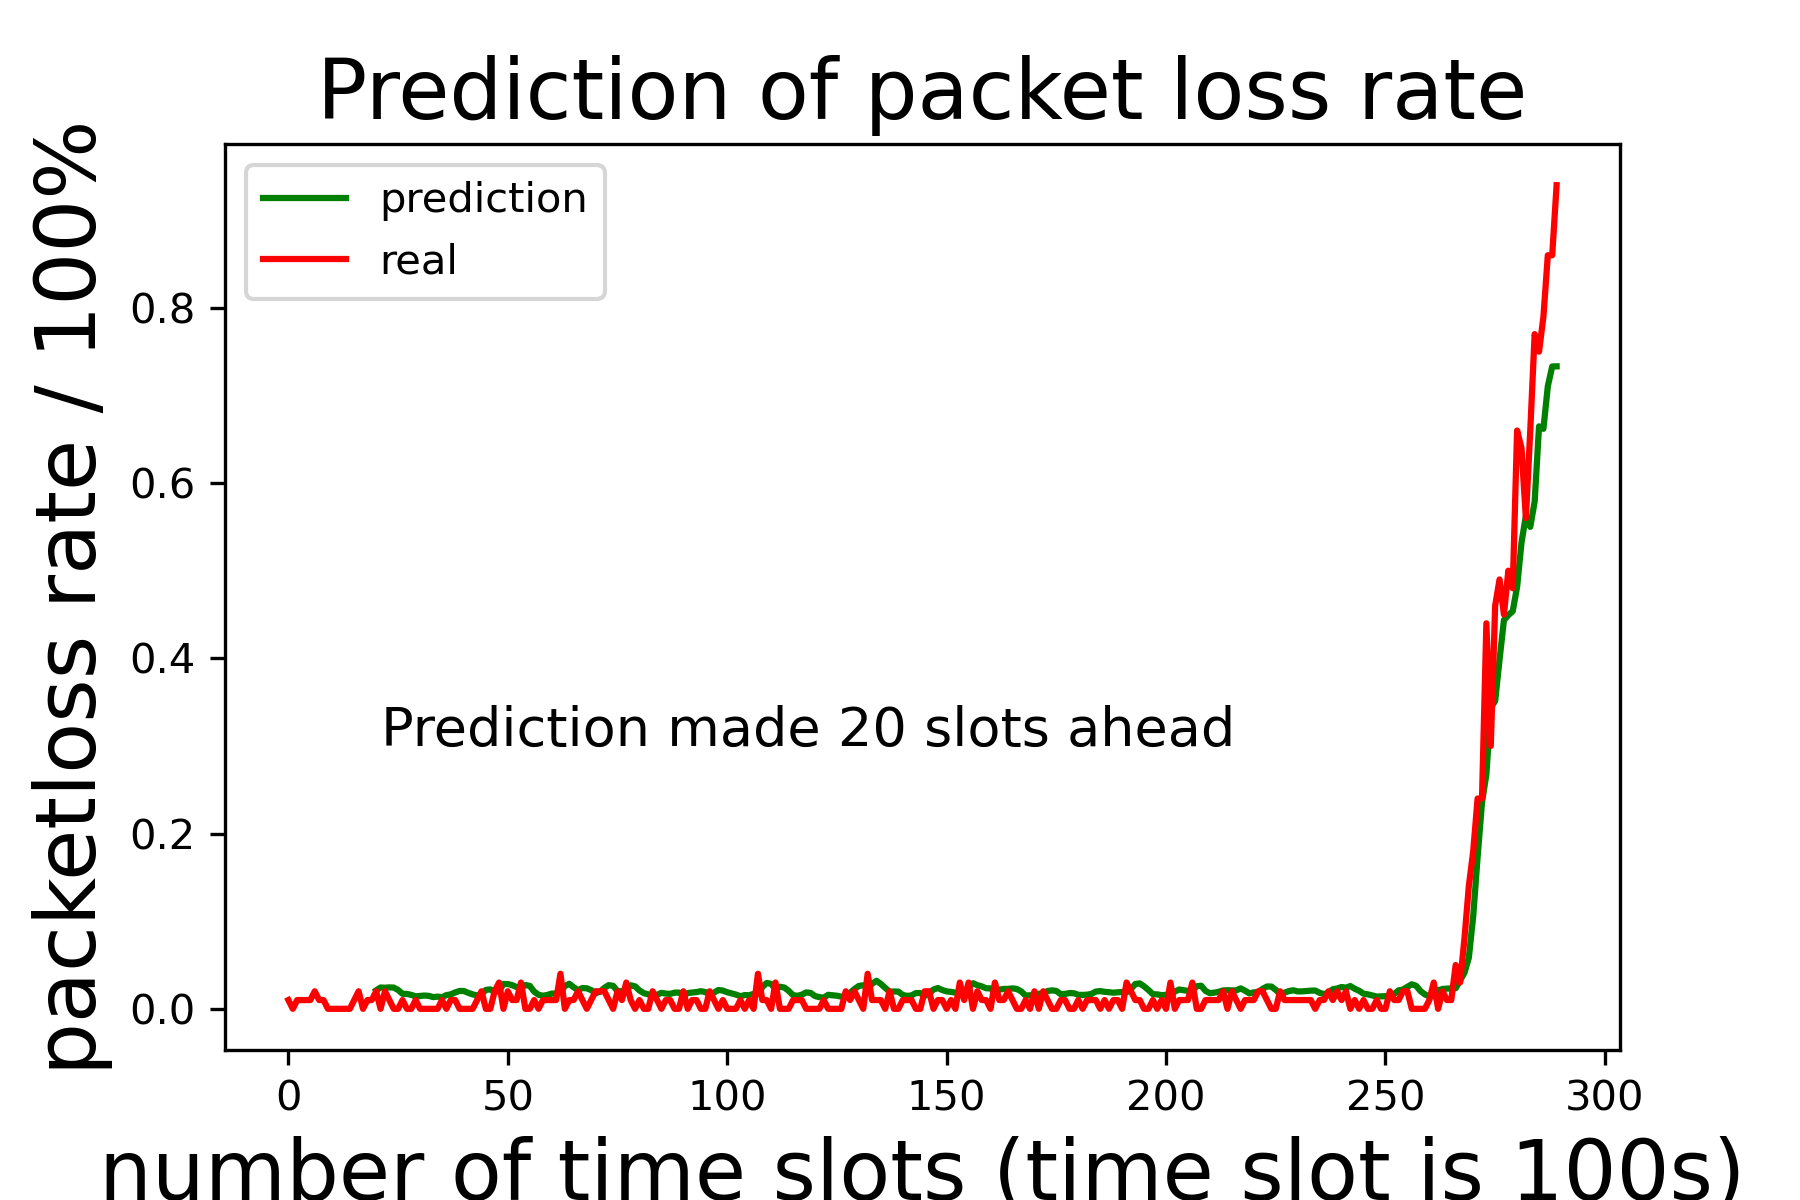 Prediction of packet loss rate
packetloss rate / 100%
prediction
real
0.8
0.6
0.4
0.2
0.0
Prediction made 20 slots ahead
0 50 100 150 200 250 300
number of time slots (time slot is 100s)